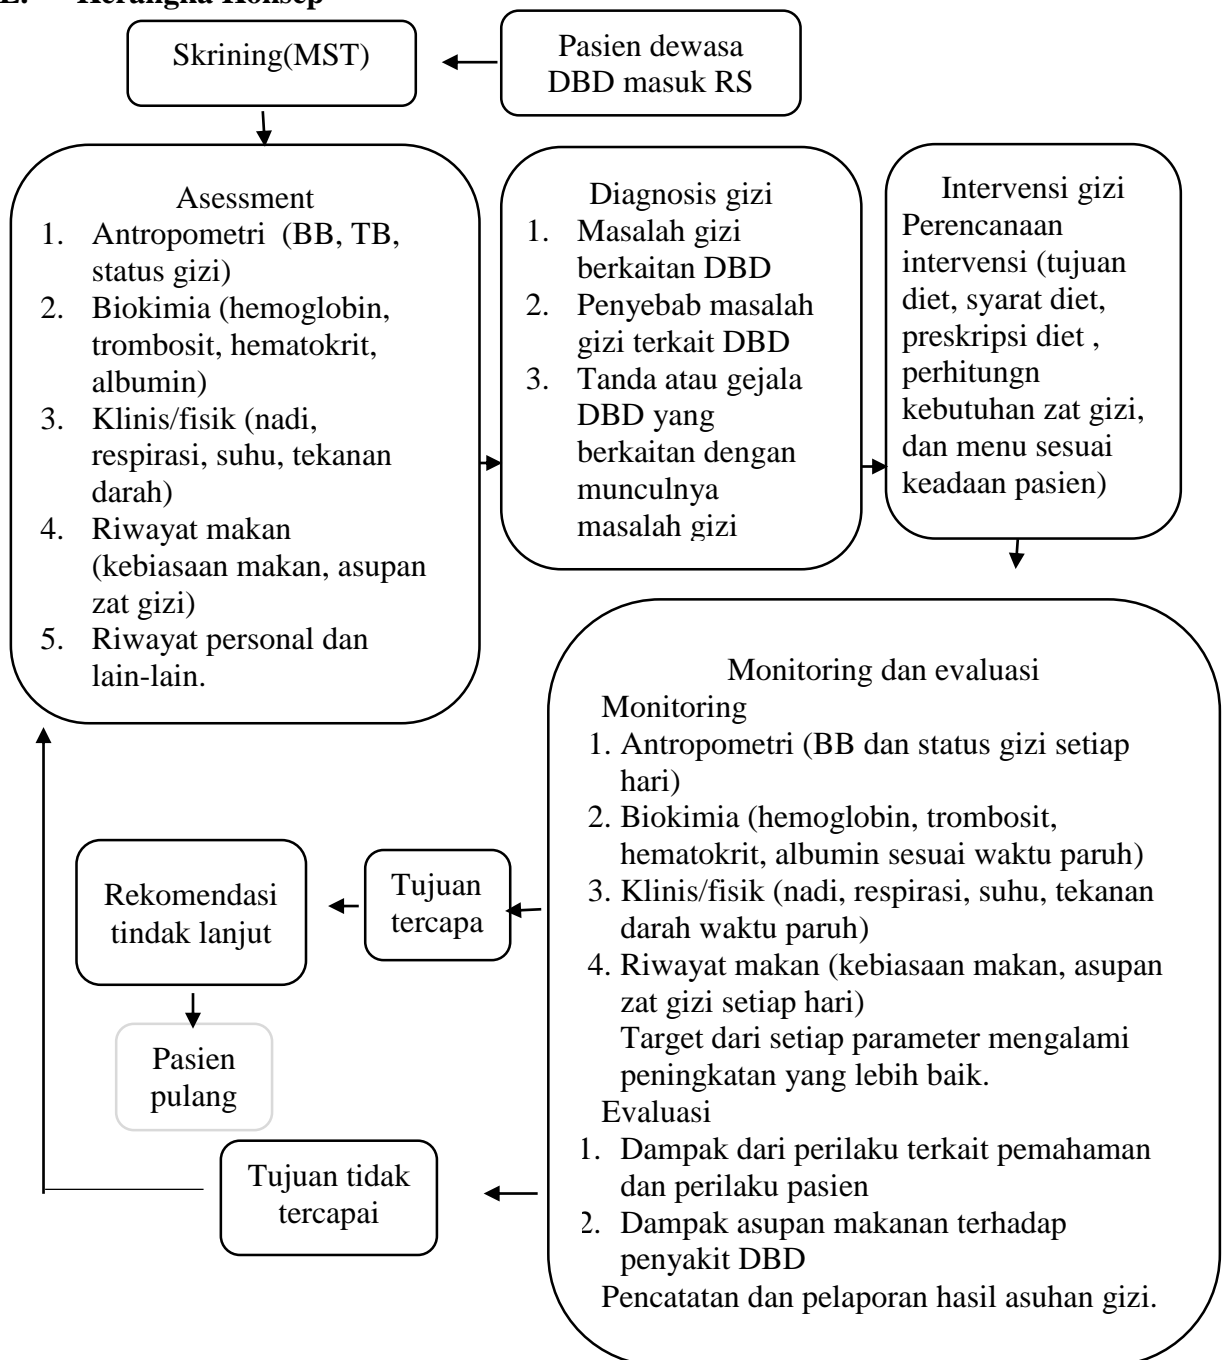 E. Kerangka Konsep
Pasien dewasa
DBD masuk RS
Skrining(MST)
Asessment
1. Antropometri (BB, TB,
status gizi)
2. Biokimia (hemoglobin,
trombosit, hematokrit,
albumin)
3. Klinis/fisik (nadi,
respirasi, suhu, tekanan
darah)
4. Riwayat makan
(kebiasaan makan, asupan
zat gizi)
5. Riwayat personal dan
lain-lain.
Diagnosis gizi
1. Masalah gizi
berkaitan DBD
2. Penyebab masalah
gizi terkait DBD
3. Tanda atau gejala
DBD yang
berkaitan dengan
munculnya
masalah gizi
Intervensi gizi
Perencanaan
intervensi (tujuan
diet, syarat diet,
preskripsi diet ,
perhitungn
kebutuhan zat gizi,
dan menu sesuai
keadaan pasien)
Monitoring dan evaluasi
Monitoring
1. Antropometri (BB dan status gizi setiap
hari)
2. Biokimia (hemoglobin, trombosit,
hematokrit, albumin sesuai waktu paruh)
3. Klinis/fisik (nadi, respirasi, suhu, tekanan
darah waktu paruh)
4. Riwayat makan (kebiasaan makan, asupan
zat gizi setiap hari)
Target dari setiap parameter mengalami
peningkatan yang lebih baik.
Evaluasi
1. Dampak dari perilaku terkait pemahaman
dan perilaku pasien
2. Dampak asupan makanan terhadap
penyakit DBD
Pencatatan dan pelaporan hasil asuhan gizi.
Tujuan
tercapa
Rekomendasi
tindak lanjut
Pasien
pulang
Tujuan tidak
tercapai